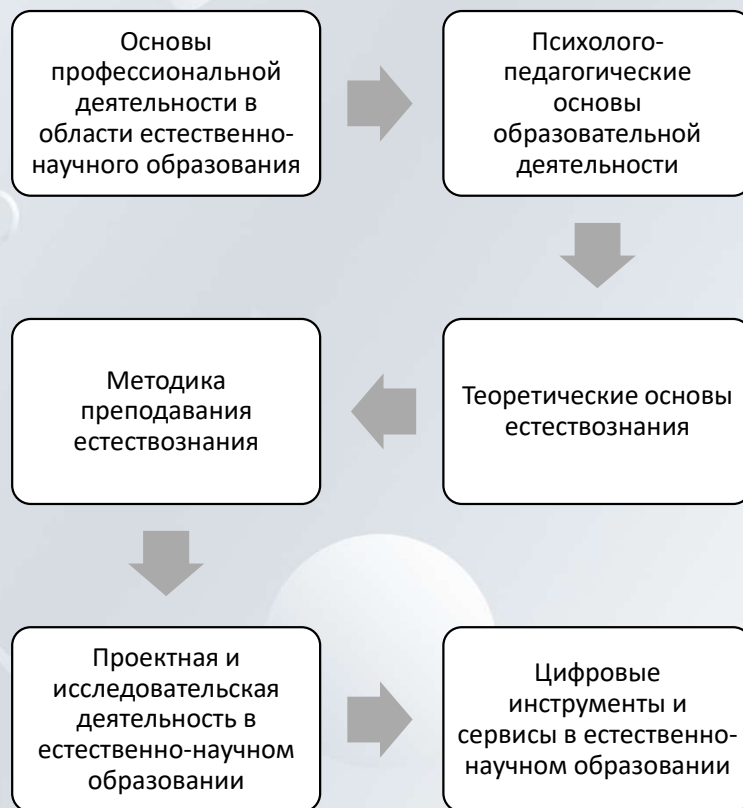 Основы
профессиональной
деятельности в
области естественно-
научного образования
Психолого-
педагогические
основы
образовательной
деятельности
Теоретические основы
естествознания
Методика
преподавания
естествознания
Проектная и
исследовательская
деятельность в
естественно-научном
образовании
Цифровые
инструменты и
сервисы в естественно-
научном образовании